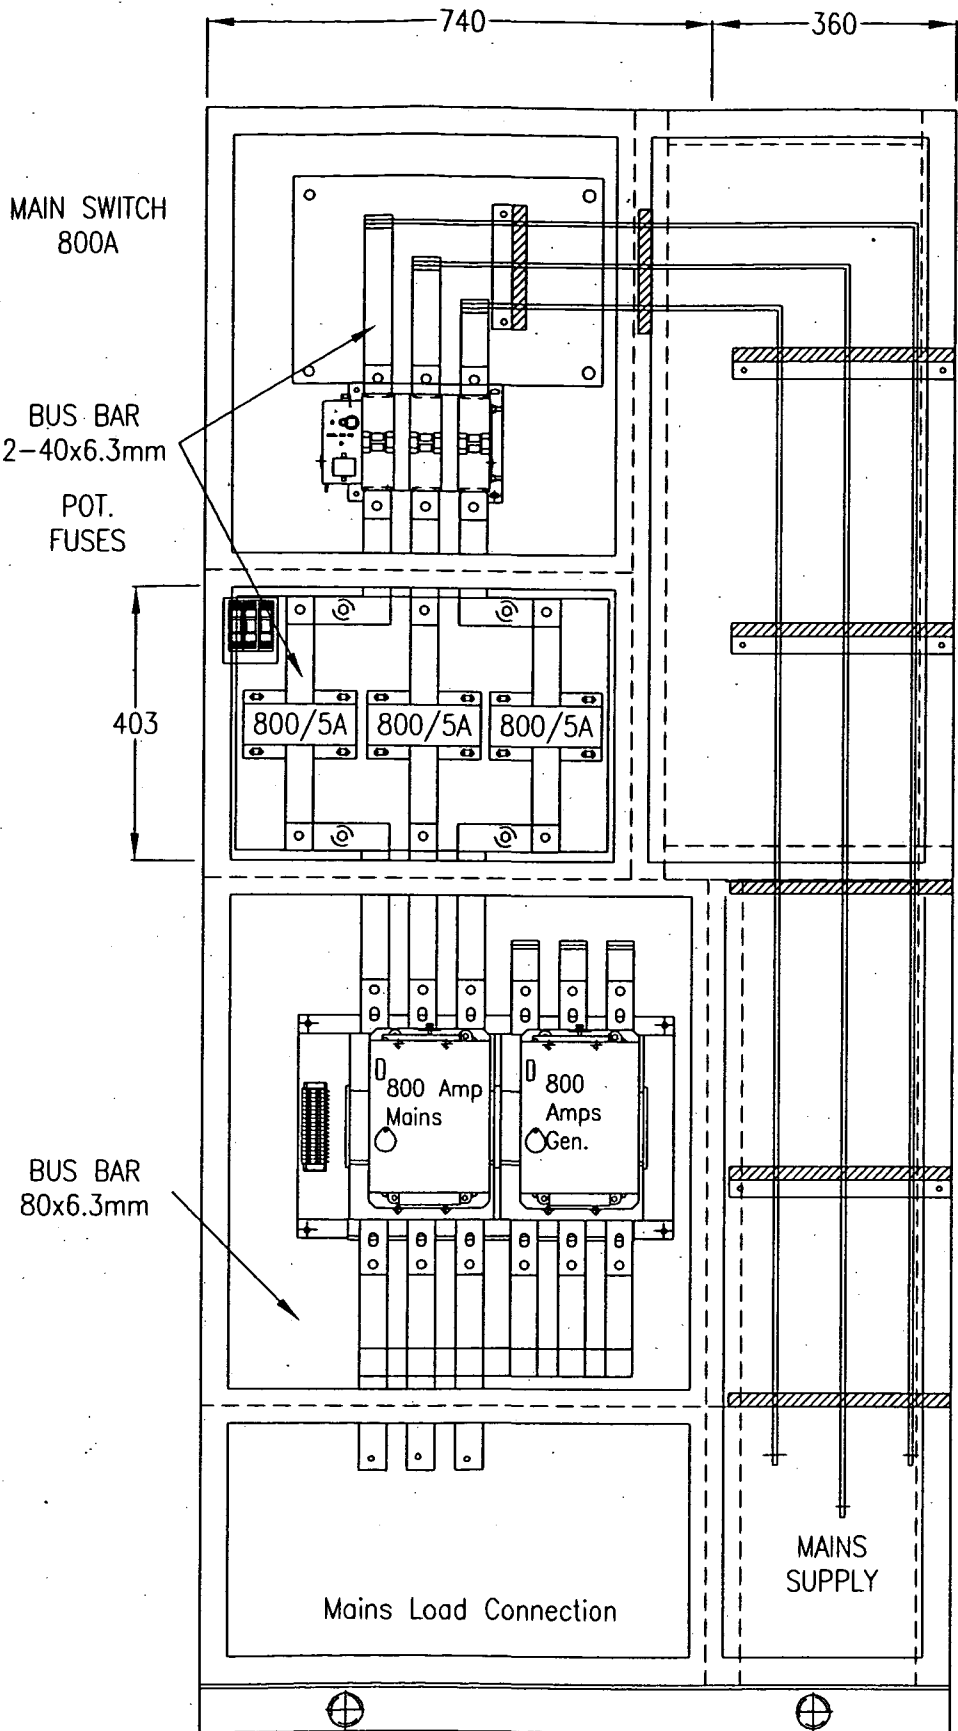 740
360
MAIN SWITCH
800A
BUS BAR
2-40x6.3mm
POT.
FUSES
403
800/5A
800/5A
800/5A
800 Amp
Mains
800
Amps
Gen.
BUS BAR
80x6.3mm
MAINS
SUPPLY
Mains Load Connection